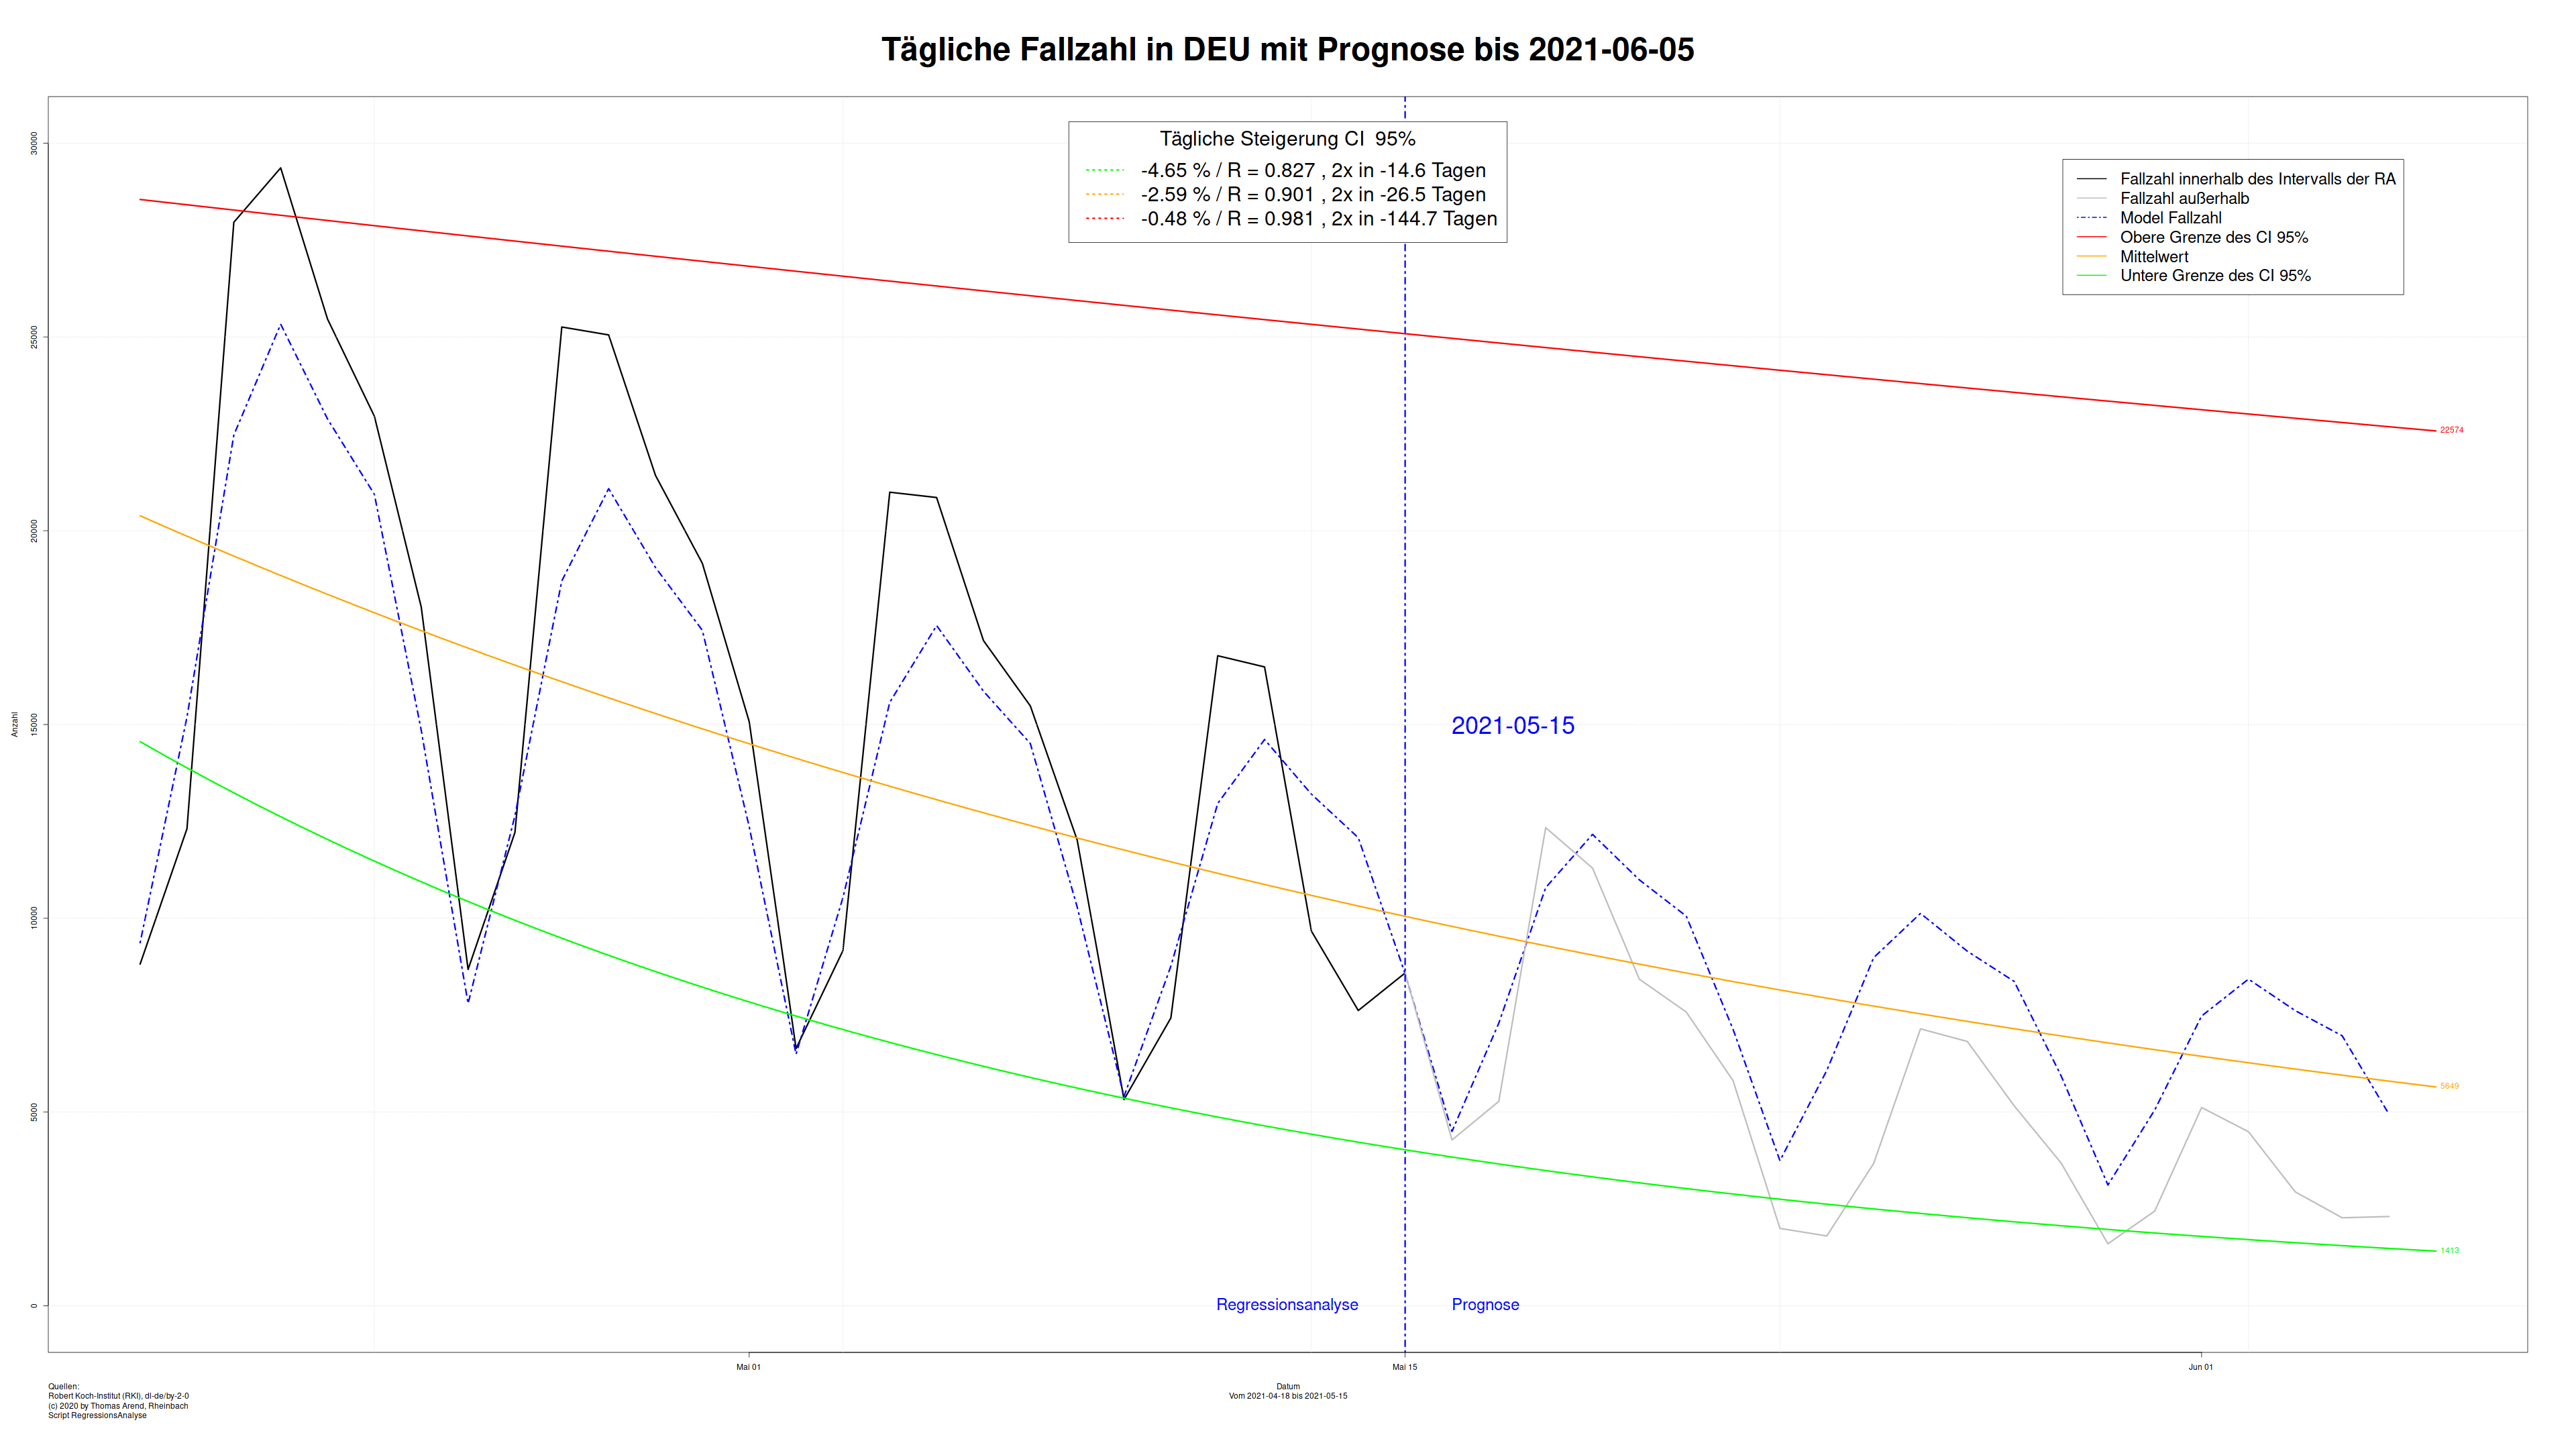 Tägliche Fallzahl in DEU mit Prognose bis 2021-06-05
Tägliche Steigerung CI  95%
-4.65 % / R = 0.827 , 2x in -14.6 Tagen
-2.59 % / R = 0.901 , 2x in -26.5 Tagen
-0.48 % / R = 0.981 , 2x in -144.7 Tagen
Fallzahl innerhalb des Intervalls der RA
Fallzahl außerhalb
Model Fallzahl
Obere Grenze des CI 95%
Mittelwert
Untere Grenze des CI 95%
30000
25000
20000
15000
10000
5000
0
Anzahl
22574
5649
1413
2021-05-15
Regressionsanalyse
Prognose
Mai 01
Mai 15
Jun 01
Datum
Vom 2021-04-18 bis 2021-05-15
Quellen:
Robert Koch-Institut (RKI), dl-de/by-2-0
(c) 2020 by Thomas Arend, Rheinbach
Script RegressionsAnalyse